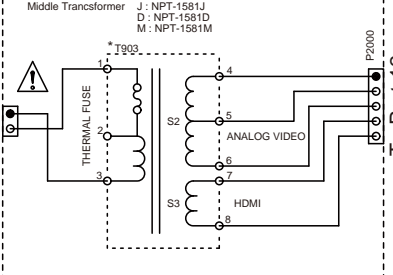 Middle Trancsformer J : NPT-1581J
D : NPT-1581D
M : NPT-1581M
* T903
P2000
1
4
THERMAL FUSE
S2
5
2
ANALOG VIDEO
6
3
7
S3
HDMI
8